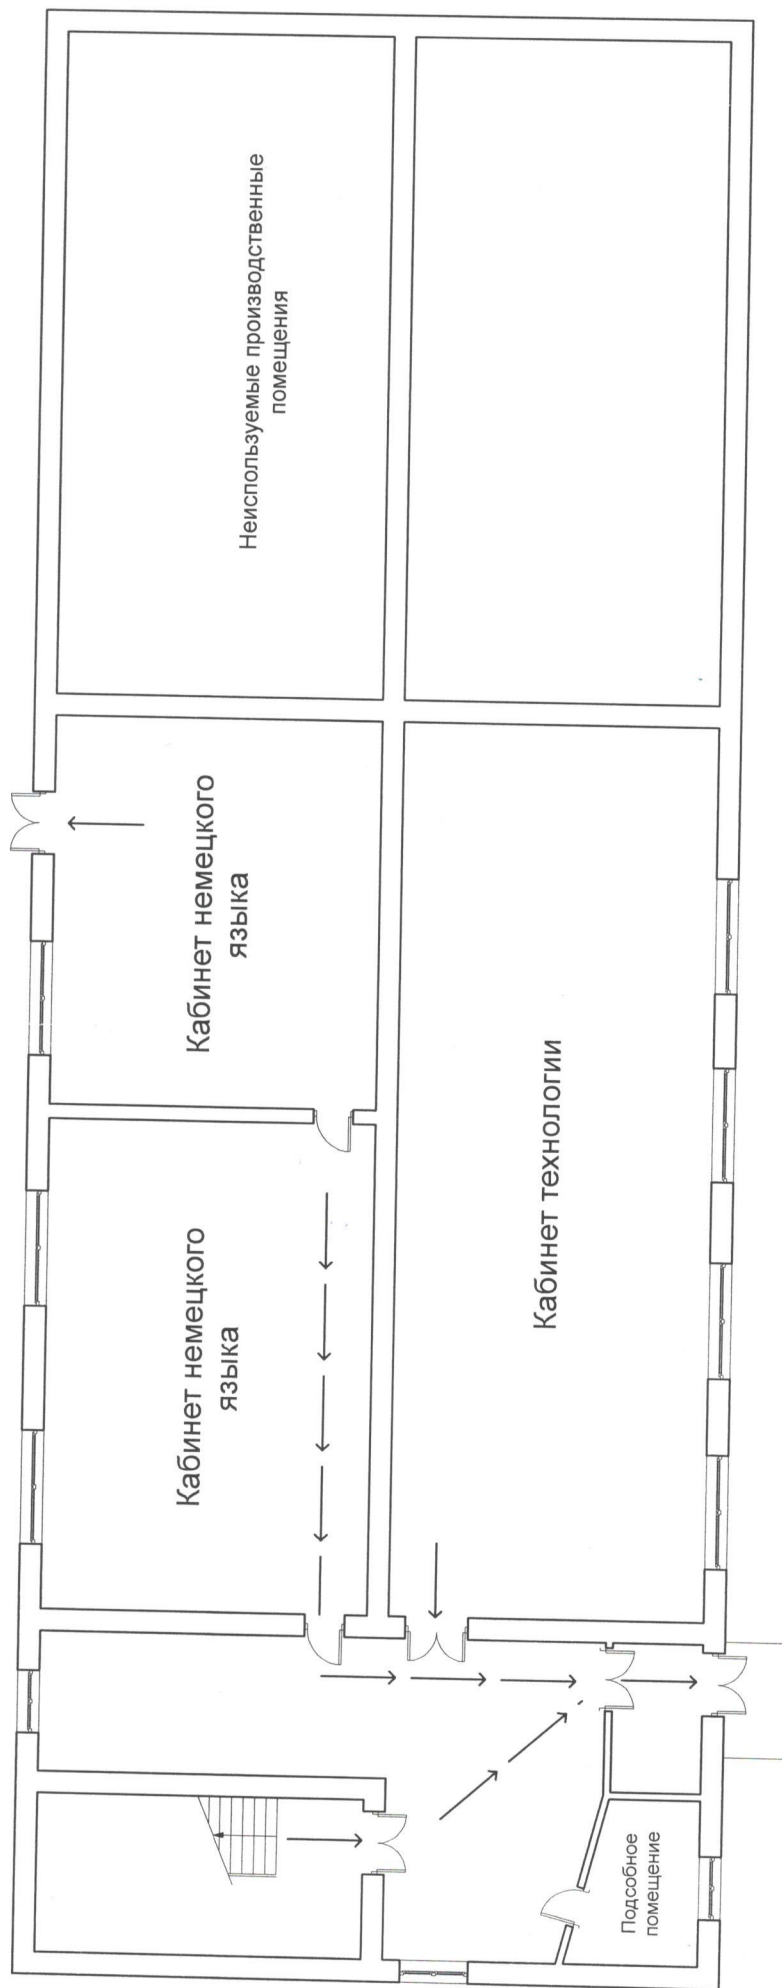 Неиспользуемые производственные
помещения
Кабинет немецкого
языка
Кабинет немецкого
языка
Кабинет технологии
Подсобное
помещение